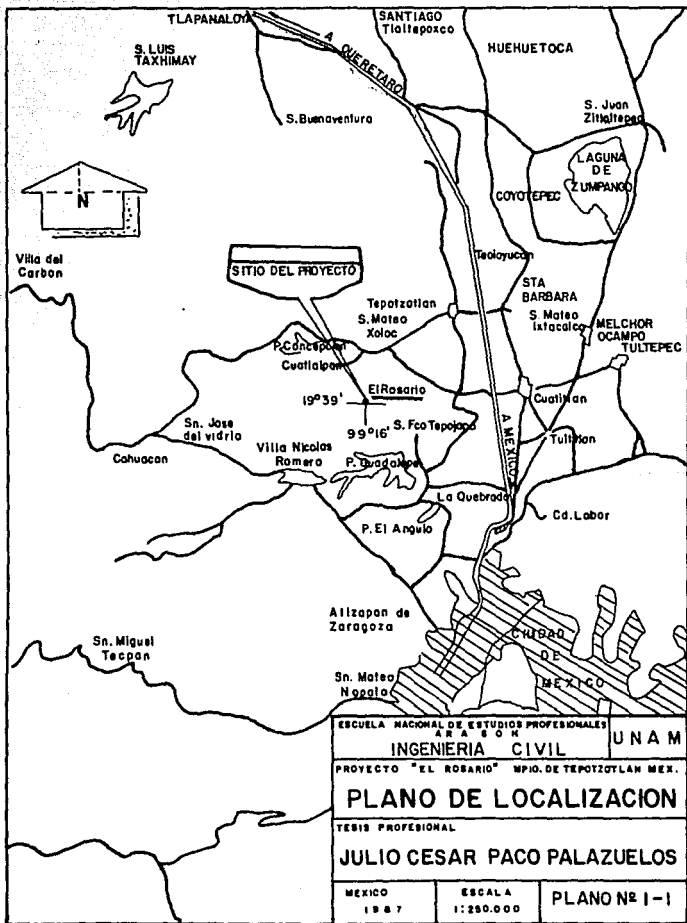 TLAPANALOYA
SANTIAGO
Tlaltepoxco
A QUERETARO
HUEHUETOCA
S. LUIS
TAXHIMAY
S. Buenaventura
S. Juan
Zitlaltepec
LAGUNA
DE
ZUMPANGO
N
COYOTEPEC
Villa del
Carbon
Teoloyucan
SITIO DEL PROYECTO
STA
BARBARA
Tepotzotlan
S. Mateo
Xoloc
S. Mateo
Ixtacalco
MELCHOR
OCAMPO
TULTEPEC
P. Concepcion
Cuatlalpan
El Rosario
19º39'
99º16'
Cuatitlan
Sn. Jose
del vidrio
S. Fco Tepojaco
A MEXICO
Tultitlan
Cahuacan
Villa Nicolas
Romero
P. Guadalupe
La Quebrada
P. El Angulo
Cd. Labor
Atizapan de
Zaragoza
CIUDAD
DE
MEXICO
Sn. Miguel
Tecpan
Sn. Mateo
Nopala
ESCUELA NACIONAL DE ESTUDIOS PROFESIONALES
ARAGON
INGENIERIA CIVIL
UNAM
PROYECTO "EL ROSARIO" MPIO. DE TEPOTZOTLAN MEX.
PLANO DE LOCALIZACION
TESIS PROFESIONAL
JULIO CESAR PACO PALAZUELOS
MEXICO
1987
ESCALA
1:250.000
PLANO Nº 1-1